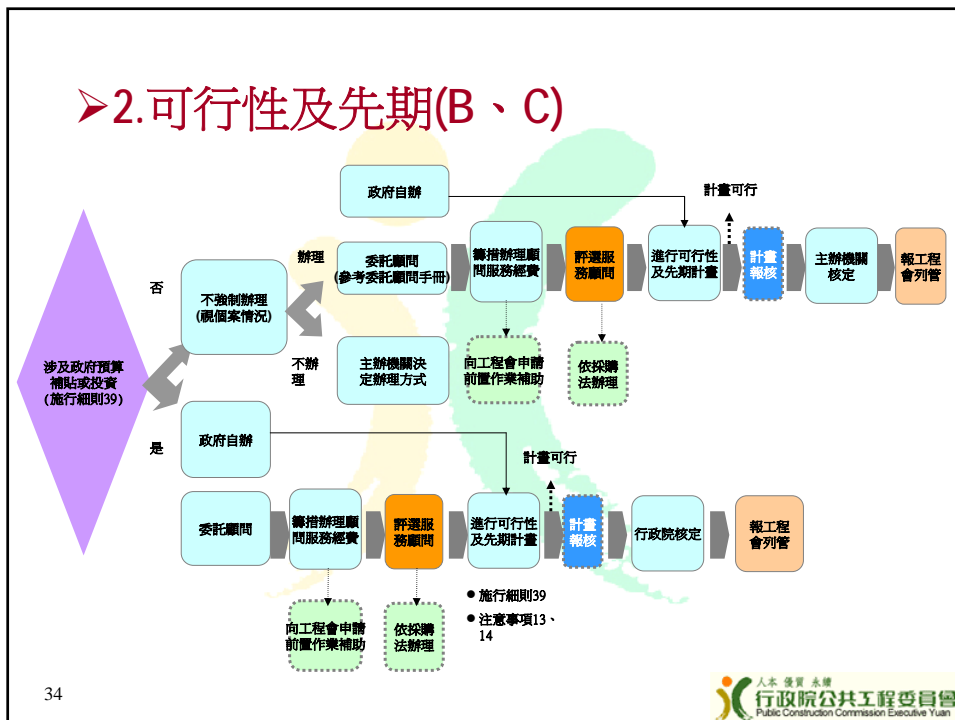 ➢2.可行性及先期(B、C)
政府自辦
計畫可行
辦理
委託顧問
(參考委託顧問手冊)
籌措辦理顧
問服務經費
評選服
務顧問
進行可行性
及先期計畫
計畫
報核
主辦機關
核定
報工程
會列管
否
不強制辦理
(視個案情況)
不辦
理
主辦機關決
定辦理方式
向工程會申請
前置作業補助
依採購
法辦理
涉及政府預算
補貼或投資
(施行細則39)
是
政府自辦
計畫可行
委託顧問
籌措辦理顧
問服務經費
評選服
務顧問
進行可行性
及先期計畫
計畫
報核
行政院核定
報工程
會列管
● 施行細則39
● 注意事項13、
14
向工程會申請
前置作業補助
依採購
法辦理
34
人本 優質 永續
行政院公共工程委員會
Public Construction Commission Executive Yuan